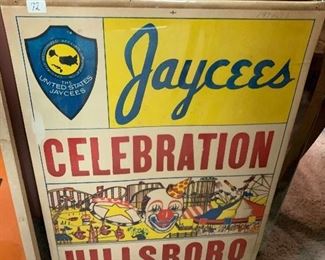 72
Jaycees
THE
UNITED STATES
JAYCEES
CELEBRATION
HILLSBORO